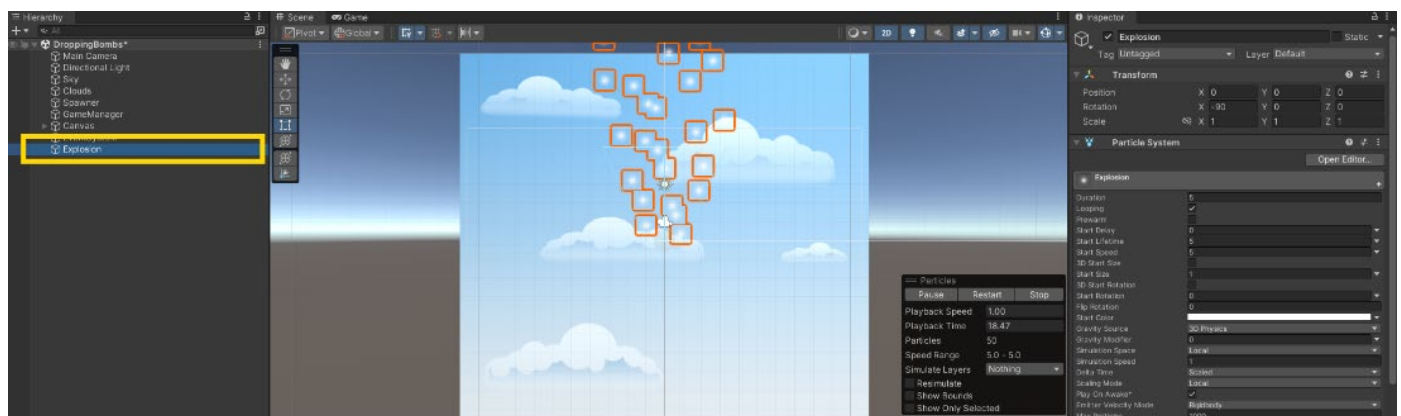 Hierarchy
All
DroppingBombs*
Main Camera
Directional Light
Sky
Clouds
Spawner
GameManager
Canvas
Explosion
Scene
Game
Pivot
Global
2D
Particles
Pause Restart Stop
Playback Speed 1.00
Playback Time 18.47
Particles 50
Speed Range 5.0 - 5.0
Simulate Layers Nothing
Resimulate
Show Bounds
Show Only Selected
Inspector
Explosion Static
Tag Untagged Layer Default
Transform
Position X 0 Y 0 Z 0
Rotation X -90 Y 0 Z 0
Scale X 1 Y 1 Z 1
Particle System
Open Editor...
Explosion
Duration 5
Looping
Prewarm
Start Delay 0
Start Lifetime 5
Start Speed 5
3D Start Size
Start Size 1
3D Start Rotation
Start Rotation 0
Flip Rotation 0
Start Color
Gravity Source 3D Physics
Gravity Modifier 0
Simulation Space Local
Simulation Speed 1
Delta Time Scaled
Scaling Mode Local
Play On Awake*
Emitter Velocity Mode Rigidbody